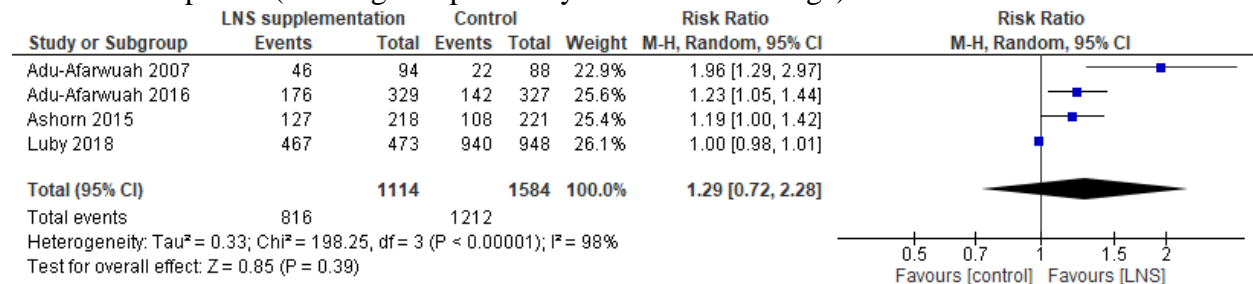 LNS supplementation Control Risk Ratio Risk Ratio
Study or Subgroup Events Total Events Total Weight M-H, Random, 95% CI M-H, Random, 95% CI
Adu-Afarwuah 2007 46 94 22 88 22.9% 1.96 [1.29, 2.97]
Adu-Afarwuah 2016 176 329 142 327 25.6% 1.23 [1.05, 1.44]
Ashorn 2015 127 218 108 221 25.4% 1.19 [1.00, 1.42]
Luby 2018 467 473 940 948 26.1% 1.00 [0.98, 1.01]
Total (95% CI) 1114 1584 100.0% 1.29 [0.72, 2.28]
Total events 816 1212
Heterogeneity: Tau² = 0.33; Chi² = 198.25, df = 3 (P < 0.00001); I² = 98%
Test for overall effect: Z = 0.85 (P = 0.39)
0.5 0.7 1 1.5 2
Favours [control] Favours [LNS]